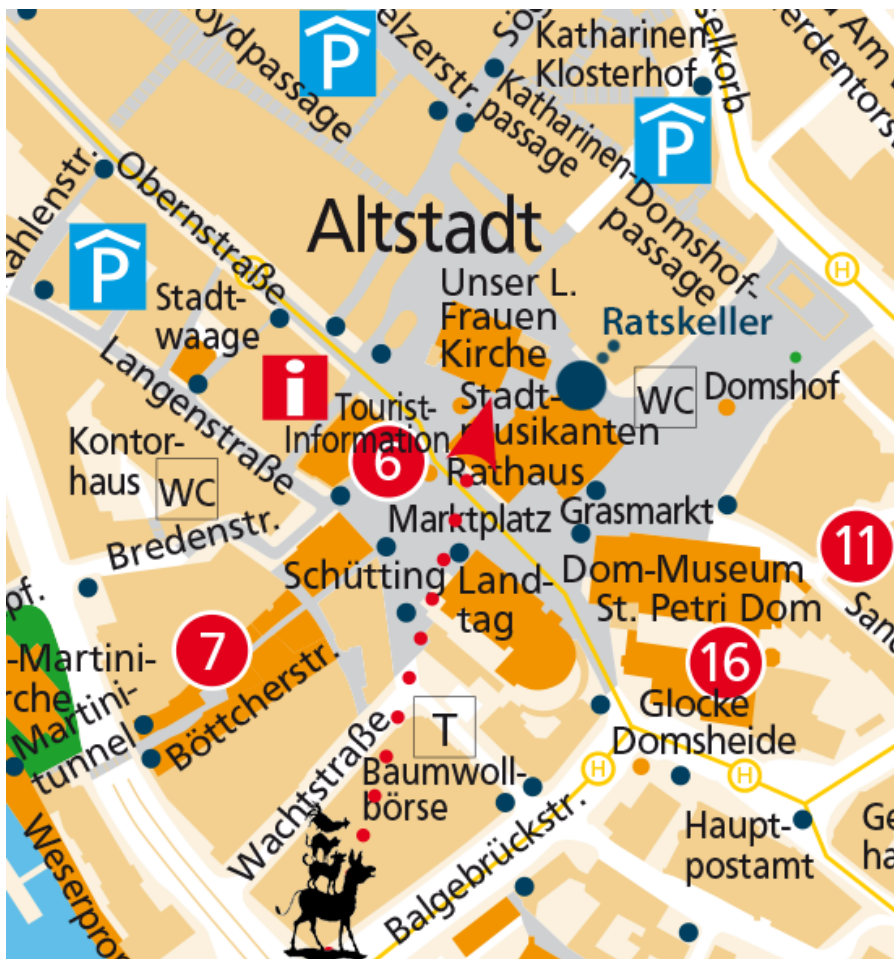 P
Katharinen-
Klosterhof
Katharinen-
passage
P
Obernstraße
Altstadt
Domshof-
passage
H
P
Stadt-
waage
Unser L.
Frauen
Kirche
Ratskeller
Langenstraße
i
Tourist-
Information
Stadt-
musikanten
WC
Domshof
Kontor-
haus
WC
6
Rathaus
Bredenstr.
Marktplatz
Grasmarkt
11
Schütting
Land-
tag
Dom-Museum
St. Petri Dom
7
16
-Martini-
Martini-
tunnel
Böttcherstr.
T
Glocke
Domsheide
H
H
Wachtstraße
Baumwoll-
börse
Balgebrückstr.
Haupt-
postamt